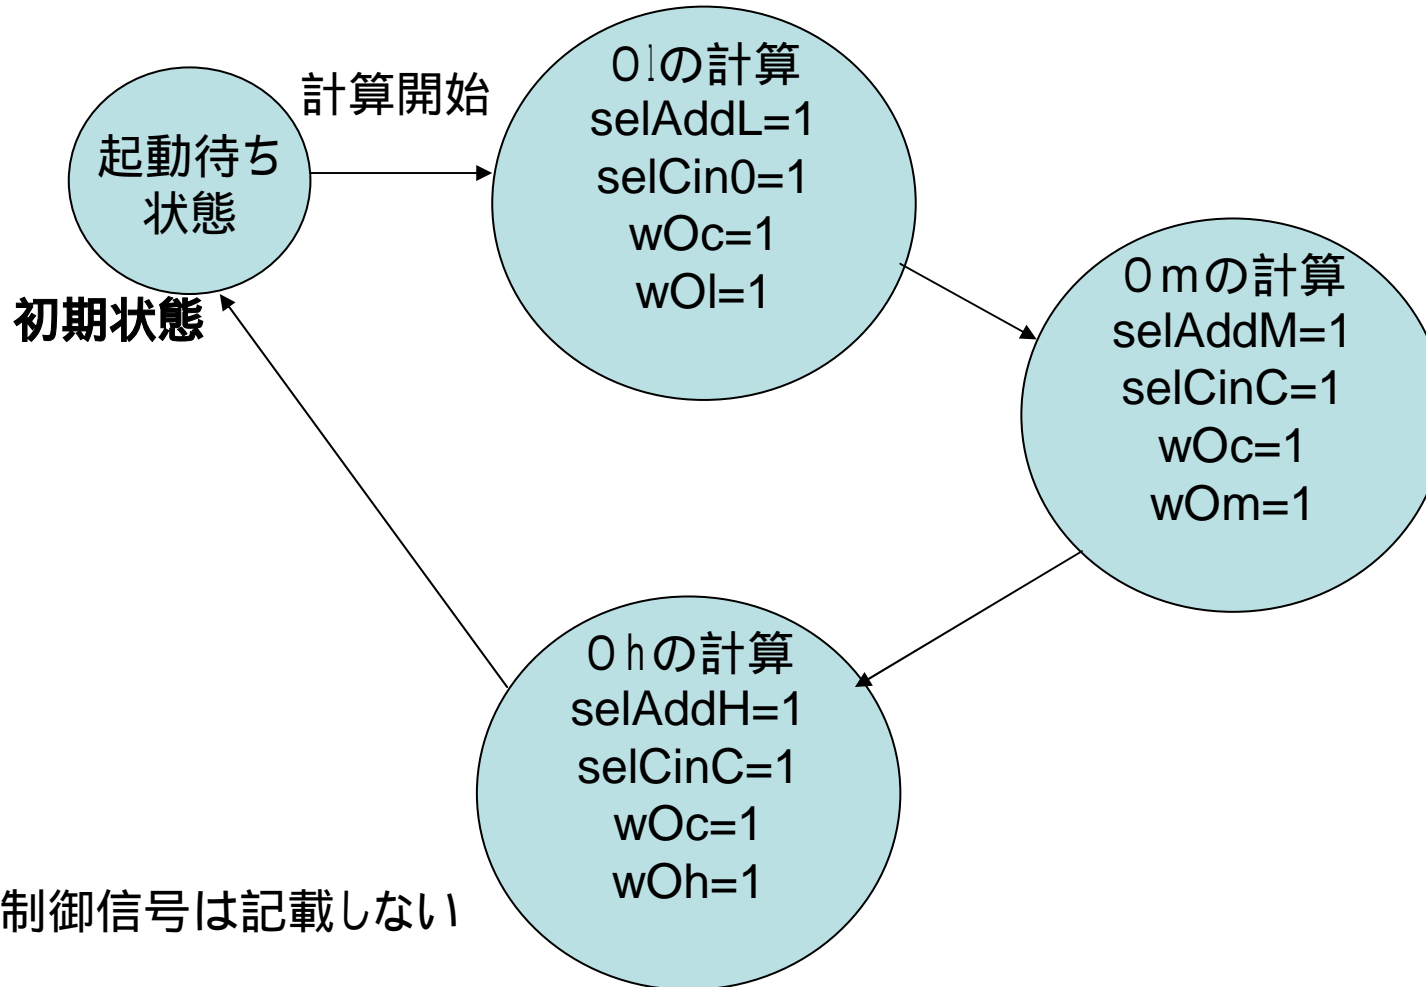 起動待ち
状態
初期状態
計算開始
Olの計算
selAddL=1
selCin0=1
wOc=1
wOl=1
Omの計算
selAddM=1
selCinC=1
wOc=1
wOm=1
Ohの計算
selAddH=1
selCinC=1
wOc=1
wOh=1
制御信号は記載しない